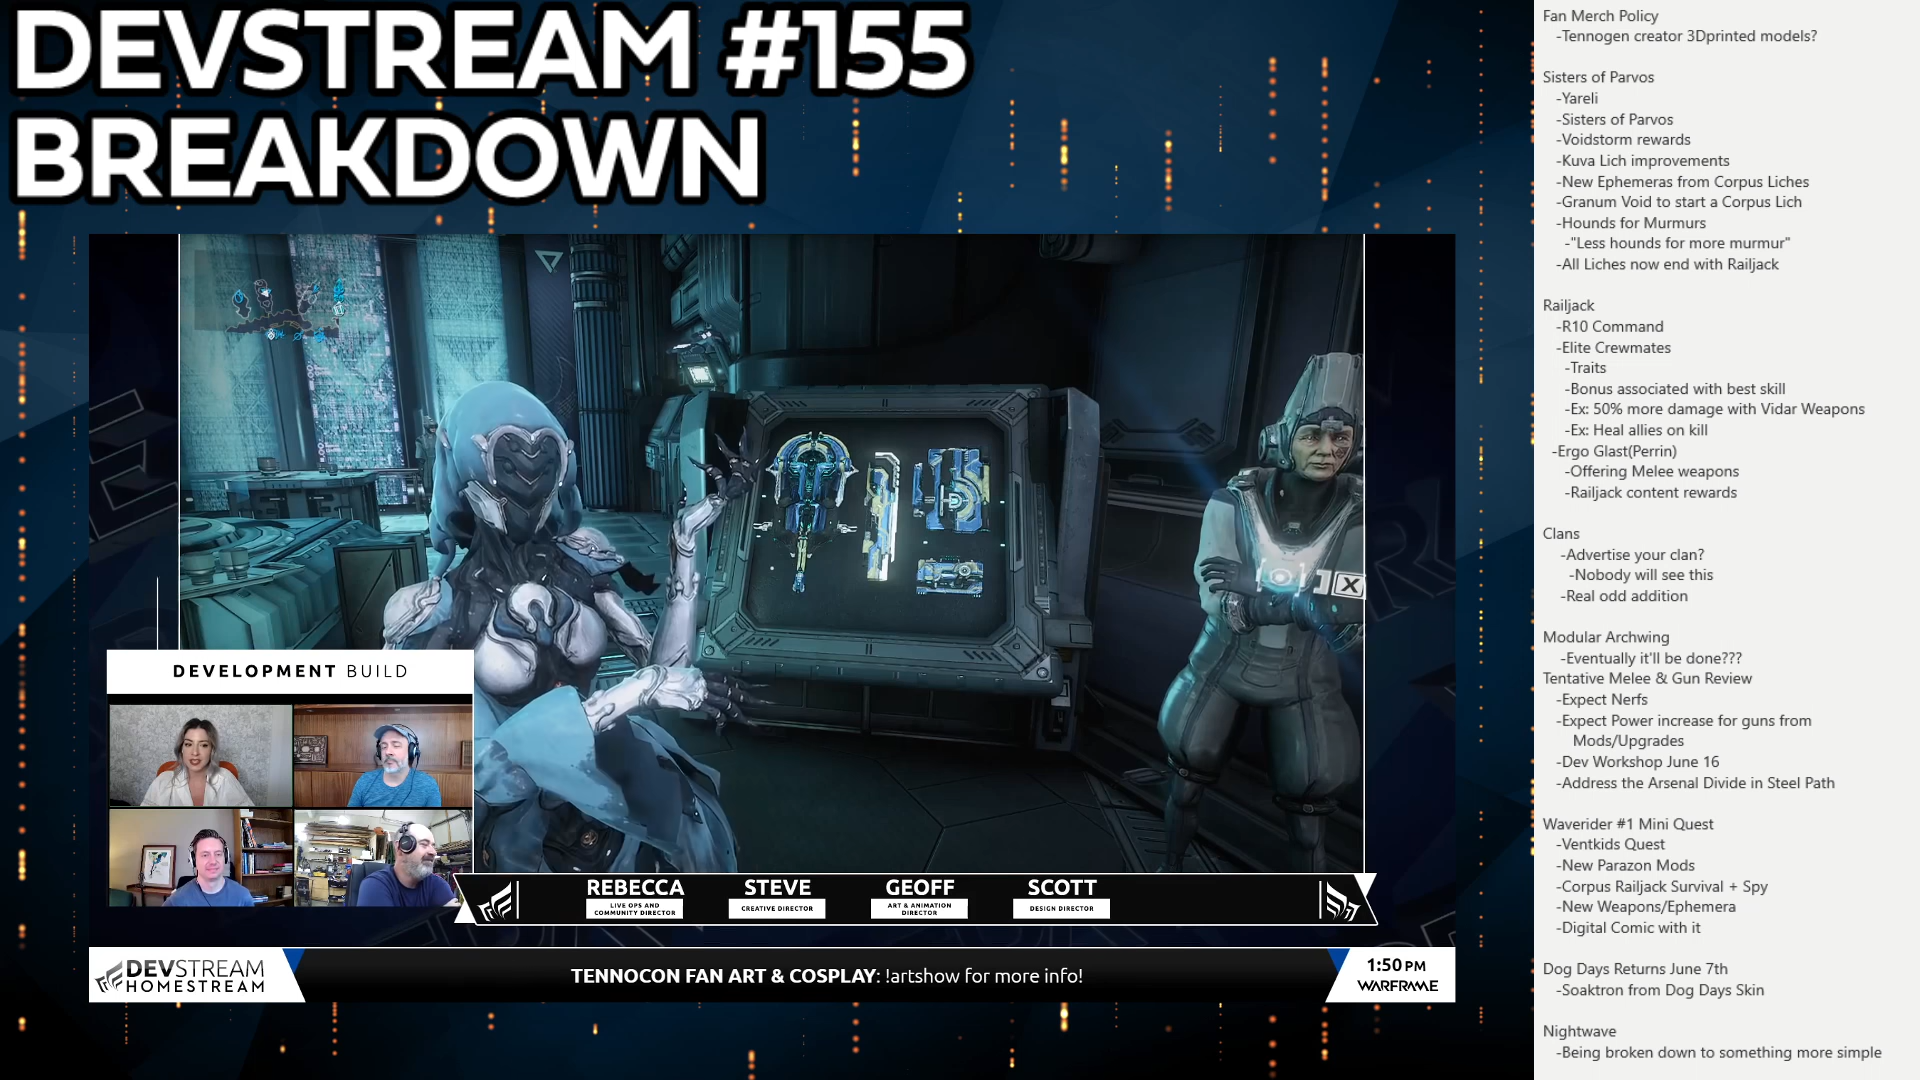 DEVSTREAM #155
BREAKDOWN
DEVELOPMENT BUILD
REBECCA
LIVE OPS AND
COMMUNITY DIRECTOR
STEVE
CREATIVE DIRECTOR
GEOFF
ART & ANIMATION
DIRECTOR
SCOTT
DESIGN DIRECTOR
DEVSTREAM
HOMESTREAM
TENNOCON FAN ART & COSPLAY: !artshow for more info!
1:50 PM
WARFRAME
Fan Merch Policy
-Tennogen creator 3Dprinted models?
Sisters of Parvos
-Yareli
-Sisters of Parvos
-Voidstorm rewards
-Kuva Lich improvements
-New Ephemeras from Corpus Liches
-Granum Void to start a Corpus Lich
-Hounds for Murmurs
-"Less hounds for more murmur"
-All Liches now end with Railjack
Railjack
-R10 Command
-Elite Crewmates
-Traits
-Bonus associated with best skill
-Ex: 50% more damage with Vidar Weapons
-Ex: Heal allies on kill
-Ergo Glast(Perrin)
-Offering Melee weapons
-Railjack content rewards
Clans
-Advertise your clan?
-Nobody will see this
-Real odd addition
Modular Archwing
-Eventually it'll be done???
Tentative Melee & Gun Review
-Expect Nerfs
-Expect Power increase for guns from
Mods/Upgrades
-Dev Workshop June 16
-Address the Arsenal Divide in Steel Path
Waverider #1 Mini Quest
-Ventkids Quest
-New Parazon Mods
-Corpus Railjack Survival + Spy
-New Weapons/Ephemera
-Digital Comic with it
Dog Days Returns June 7th
-Soaktron from Dog Days Skin
Nightwave
-Being broken down to something more simple